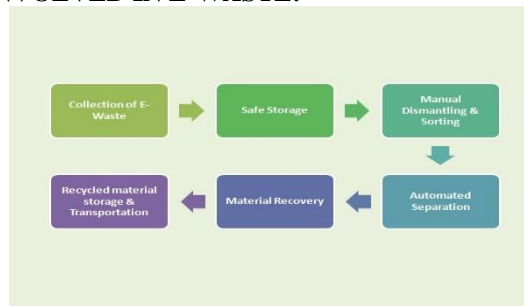 Collection of E-
Waste
Safe Storage
Manual
Dismantling &
Sorting
Automated
Separation
Material Recovery
Recycled material
storage &
Transportation